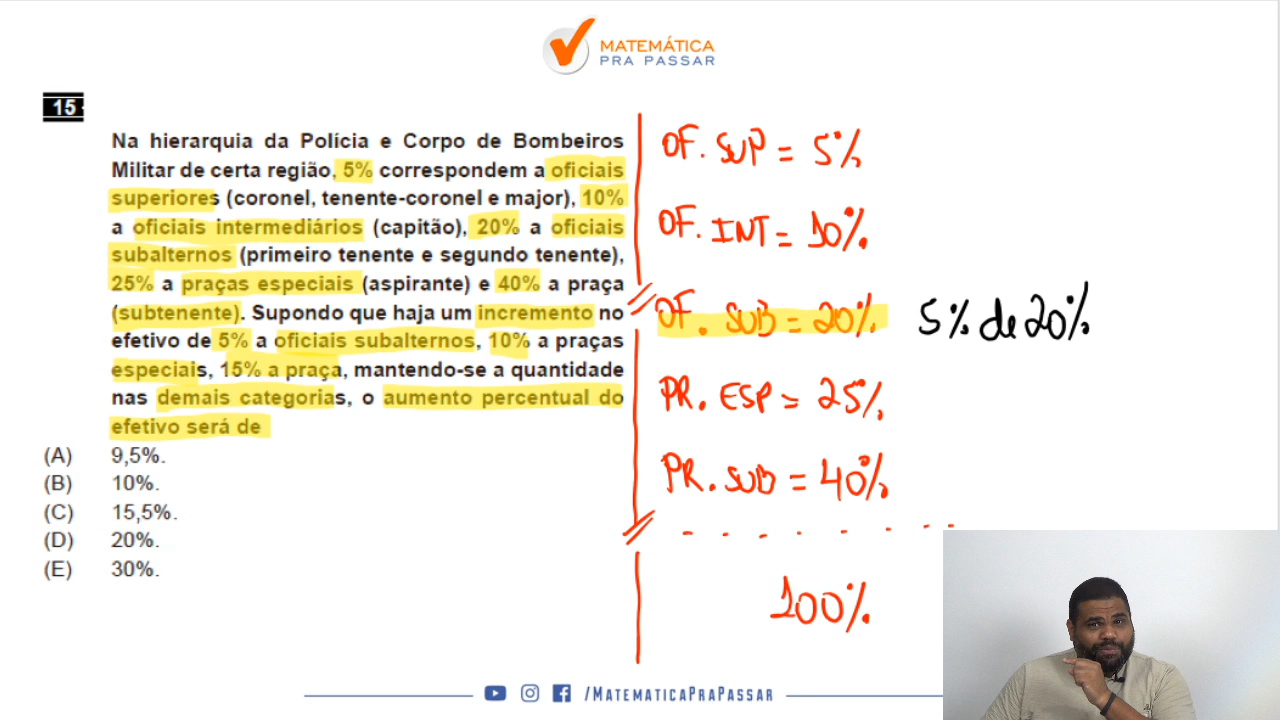 MATEMÁTICA
PRA PASSAR
15
Na hierarquia da Polícia e Corpo de Bombeiros
Militar de certa região, 5% correspondem a oficiais
superiores (coronel, tenente-coronel e major), 10%
a oficiais intermediários (capitão), 20% a oficiais
subalternos (primeiro tenente e segundo tenente),
25% a praças especiais (aspirante) e 40% a praça
(subtenente). Supondo que haja um incremento no
efetivo de 5% a oficiais subalternos, 10% a praças
especiais, 15% a praça, mantendo-se a quantidade
nas demais categorias, o aumento percentual do
efetivo será de
(A) 9,5%.
(B) 10%.
(C) 15,5%.
(D) 20%.
(E) 30%.
OF. SUP = 5%
OF. INT = 10%
OF. SUB = 20% 5% de 20%
PR. ESP = 25%
PR. SUB = 40%
100%
/MATEMATICAPRAPASSAR